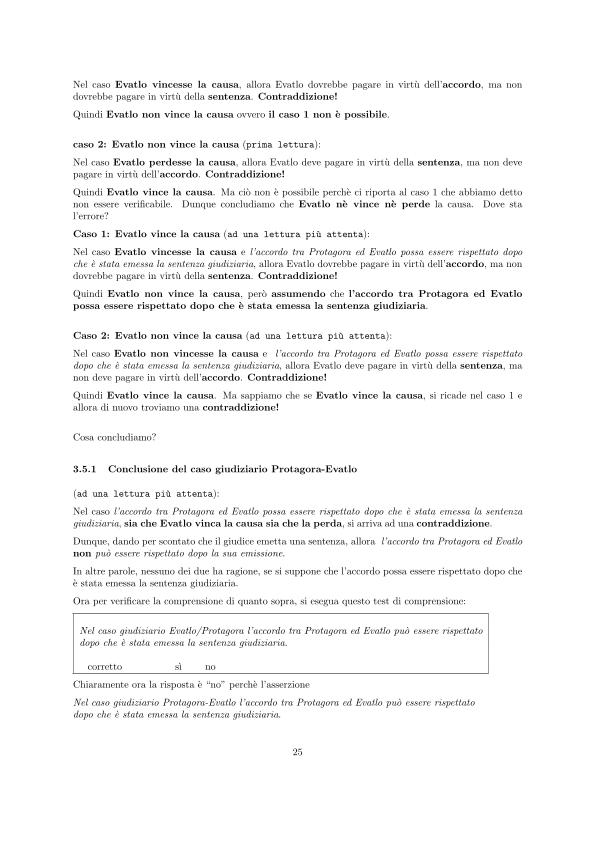 Nel caso Evatlo vincesse la causa, allora Evatlo dovrebbe pagare in virtù dell'accordo, ma non
dovrebbe pagare in virtù della sentenza. Contraddizione!
Quindi Evatlo non vince la causa ovvero il caso 1 non è possibile.
caso 2: Evatlo non vince la causa (prima lettura):
Nel caso Evatlo perdesse la causa, allora Evatlo deve pagare in virtù della sentenza, ma non deve
pagare in virtù dell'accordo. Contraddizione!
Quindi Evatlo vince la causa. Ma ciò non è possibile perchè ci riporta al caso 1 che abbiamo detto
non essere verificabile. Dunque concludiamo che Evatlo nè vince nè perde la causa. Dove sta
l'errore?
Caso 1: Evatlo vince la causa (ad una lettura più attenta):
Nel caso Evatlo vincesse la causa e l'accordo tra Protagora ed Evatlo possa essere rispettato dopo
che è stata emessa la sentenza giudiziaria, allora Evatlo dovrebbe pagare in virtù dell'accordo, ma non
dovrebbe pagare in virtù della sentenza. Contraddizione!
Quindi Evatlo non vince la causa, però assumendo che l'accordo tra Protagora ed Evatlo
possa essere rispettato dopo che è stata emessa la sentenza giudiziaria.
Caso 2: Evatlo non vince la causa (ad una lettura più attenta):
Nel caso Evatlo non vincesse la causa e l'accordo tra Protagora ed Evatlo possa essere rispettato
dopo che è stata emessa la sentenza giudiziaria, allora Evatlo deve pagare in virtù della sentenza, ma
non deve pagare in virtù dell'accordo. Contraddizione!
Quindi Evatlo vince la causa. Ma sappiamo che se Evatlo vince la causa, si ricade nel caso 1 e
allora di nuovo troviamo una contraddizione!
Cosa concludiamo?
3.5.1 Conclusione del caso giudiziario Protagora-Evatlo
(ad una lettura più attenta):
Nel caso l'accordo tra Protagora ed Evatlo possa essere rispettato dopo che è stata emessa la sentenza
giudiziaria, sia che Evatlo vinca la causa sia che la perda, si arriva ad una contraddizione.
Dunque, dando per scontato che il giudice emetta una sentenza, allora l'accordo tra Protagora ed Evatlo
non può essere rispettato dopo la sua emissione.
In altre parole, nessuno dei due ha ragione, se si suppone che l'accordo possa essere rispettato dopo che
è stata emessa la sentenza giudiziaria.
Ora per verificare la comprensione di quanto sopra, si esegua questo test di comprensione:
Nel caso giudiziario Evatlo/Protagora l'accordo tra Protagora ed Evatlo può essere rispettato
dopo che è stata emessa la sentenza giudiziaria.
corretto sì no
Chiaramente ora la risposta è "no" perchè l'asserzione
Nel caso giudiziario Protagora-Evatlo l'accordo tra Protagora ed Evatlo può essere rispettato
dopo che è stata emessa la sentenza giudiziaria.
25